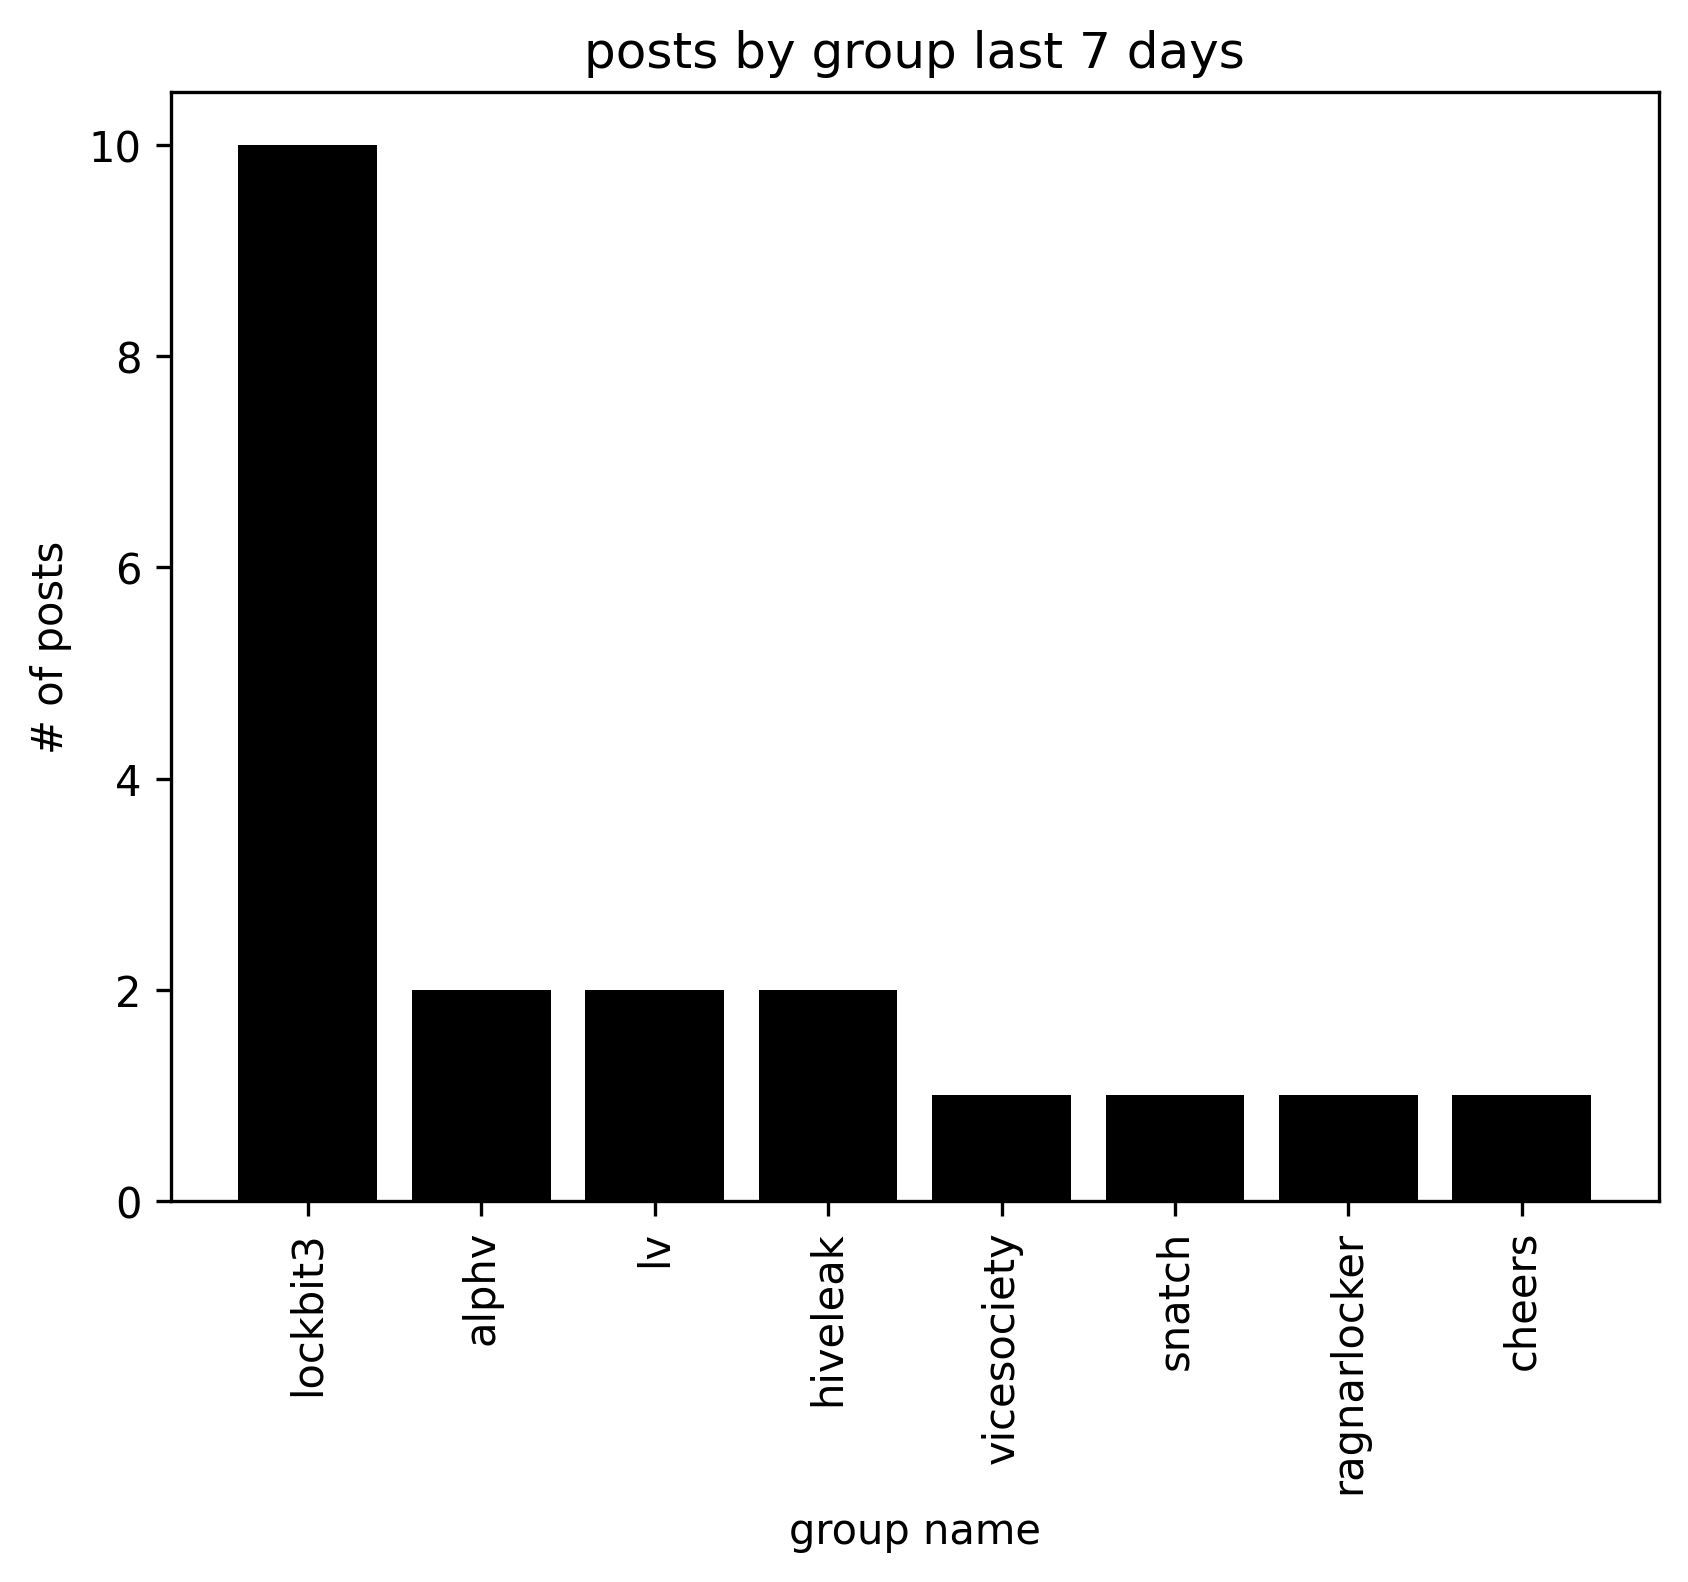 posts by group last 7 days
10
8
6
4
2
0
# of posts
lockbit3
alphv
lv
hiveleak
vicesociety
snatch
ragnarlocker
cheers
group name